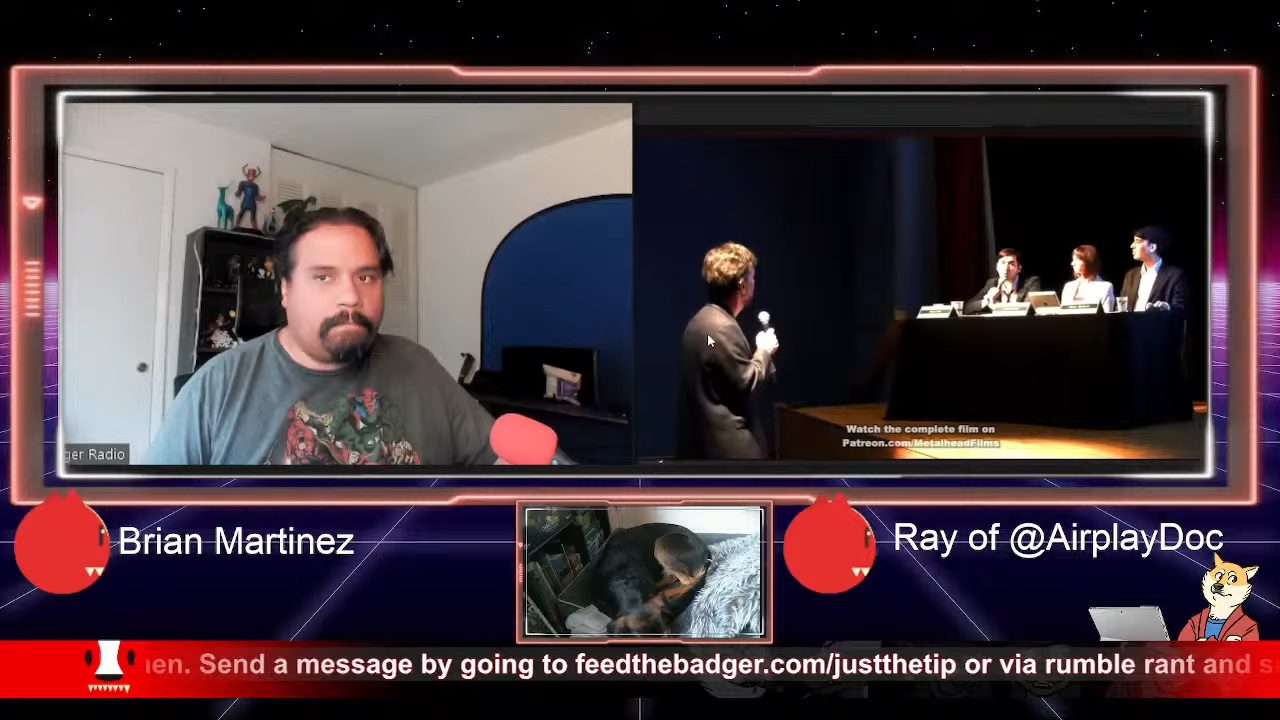 Watch the complete film on
Patreon.com/MetalheadFilms
ger Radio
Brian Martinez
Ray of @AirplayDoc
en. Send a message by going to feedthebadger.com/justthetip or via rumble rant and s